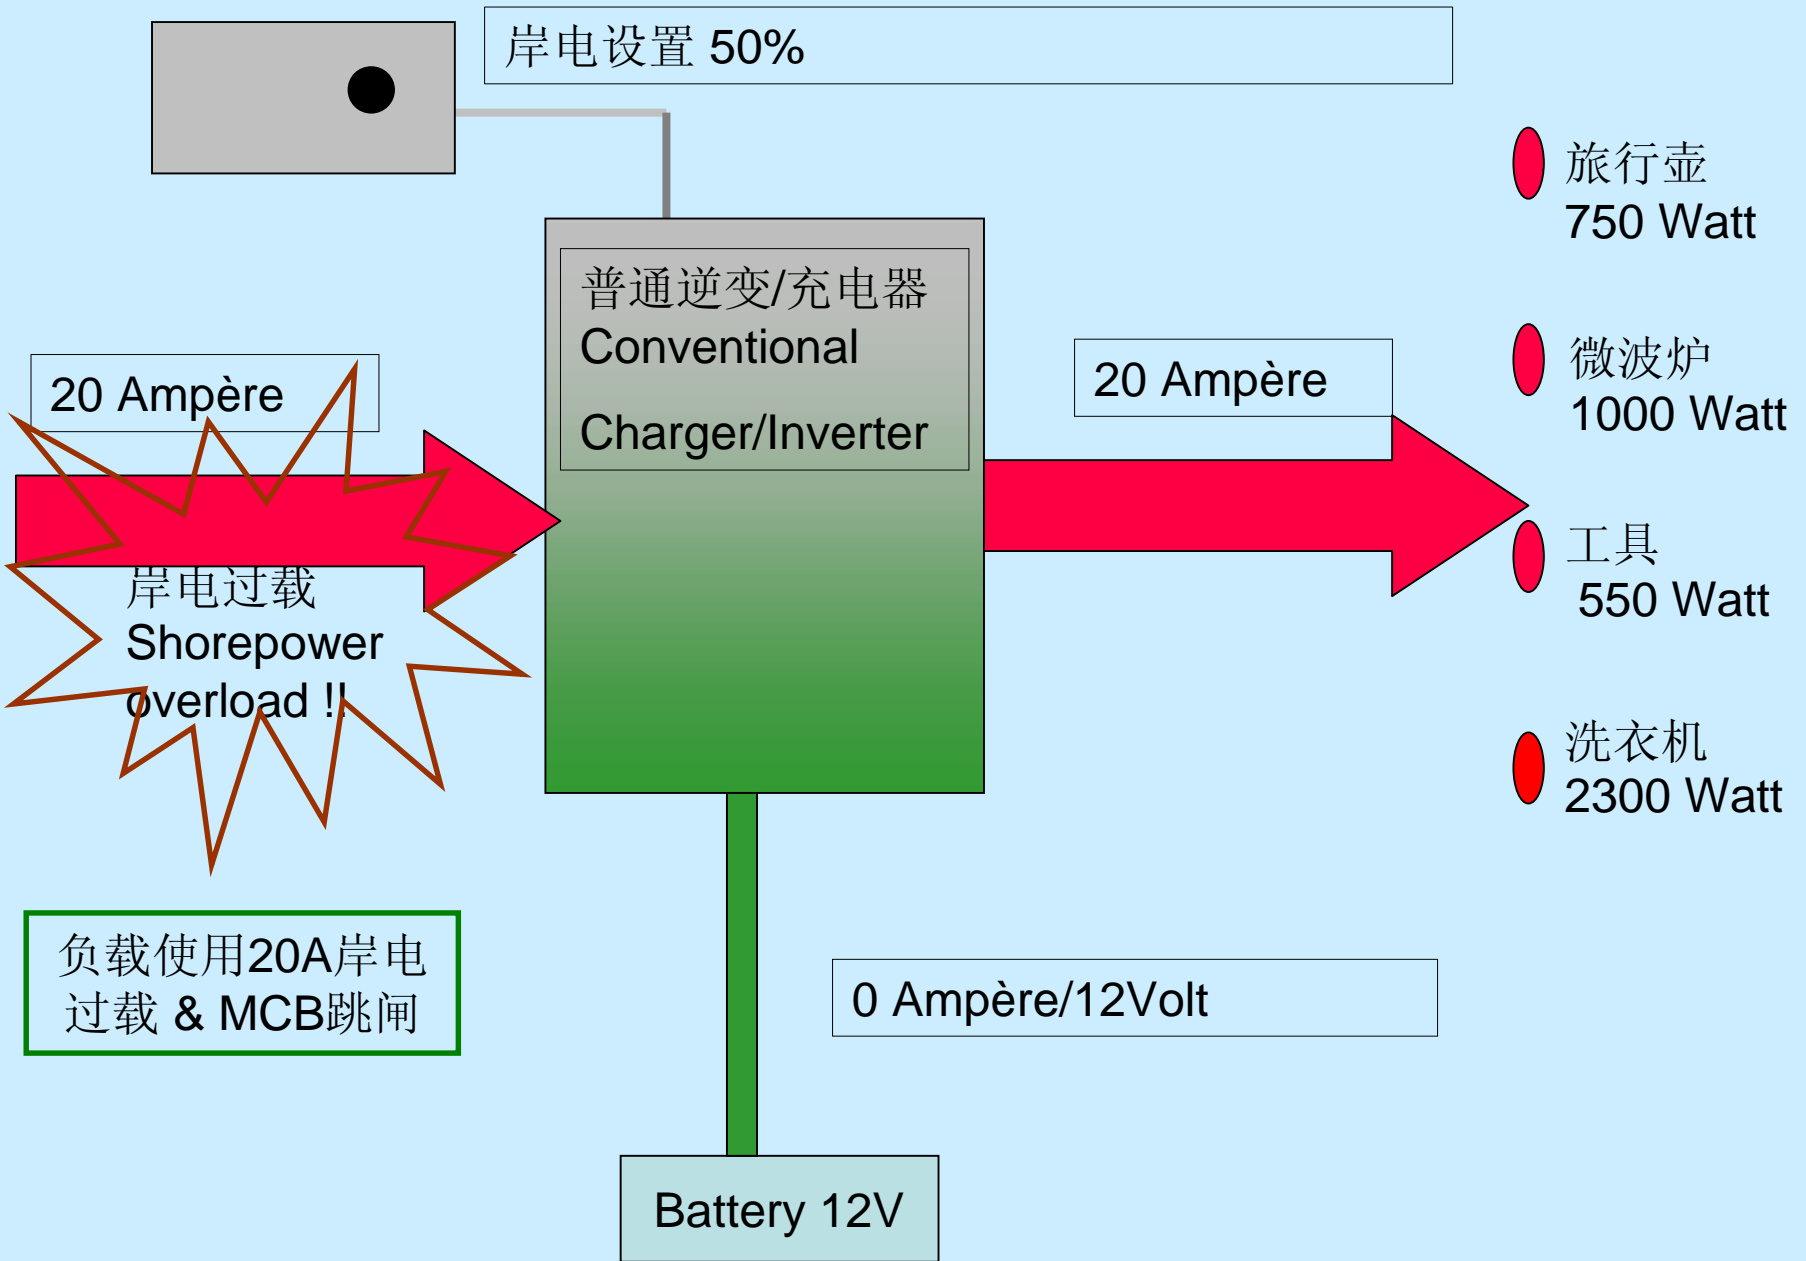 岸电设置 50%
旅行壶
750 Watt
普通逆变/充电器
Conventional
Charger/Inverter
20 Ampère
20 Ampère
微波炉
1000 Watt
工具
550 Watt
岸电过载
Shorepower
overload !!
洗衣机
2300 Watt
负载使用20A岸电
过载 & MCB跳闸
0 Ampère/12Volt
Battery 12V